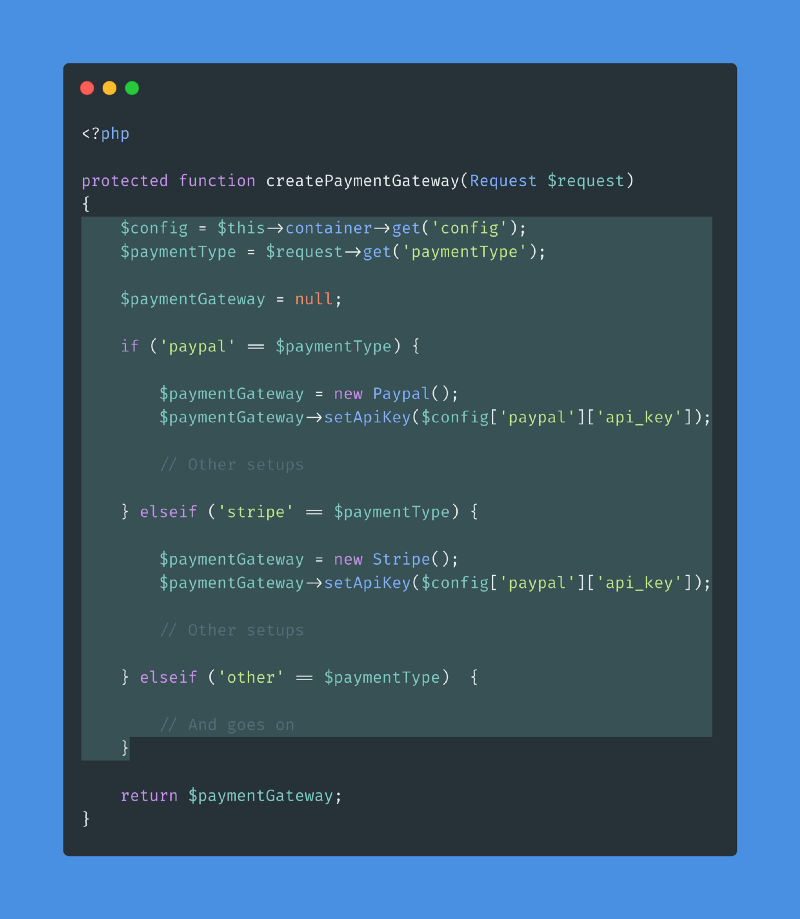 <?php
protected function createPaymentGateway(Request $request)
{
$config = $this->container->get('config');
$paymentType = $request->get('paymentType');
$paymentGateway = null;
if ('paypal' == $paymentType) {
$paymentGateway = new Paypal();
$paymentGateway->setApiKey($config['paypal']['api_key']);
// Other setups
} elseif ('stripe' == $paymentType) {
$paymentGateway = new Stripe();
$paymentGateway->setApiKey($config['paypal']['api_key']);
// Other setups
} elseif ('other' == $paymentType)  {
// And goes on
}
return $paymentGateway;
}